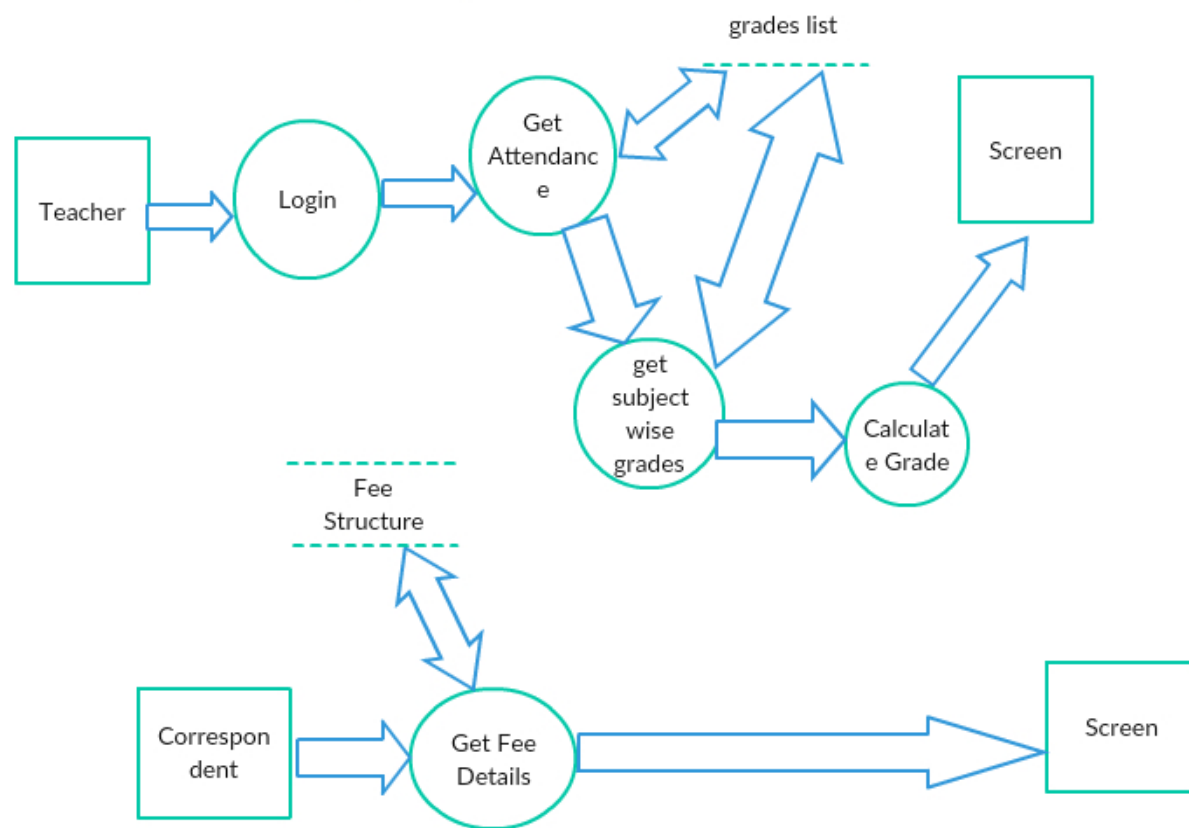 grades list
Get
Attendanc
e
Screen
Teacher
Login
get
subject
wise
grades
Calculat
e Grade
Fee
Structure
Correspon
dent
Get Fee
Details
Screen